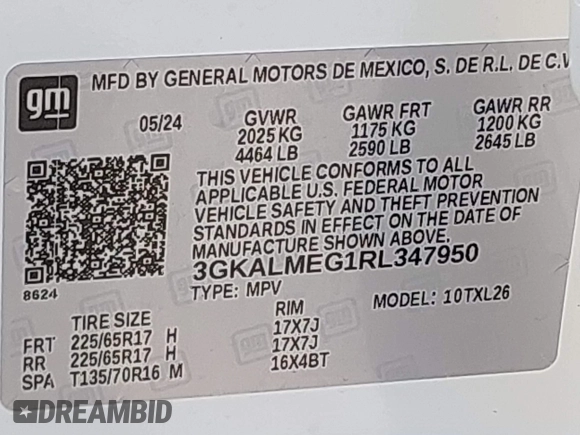 gm
MFD BY GENERAL MOTORS DE MEXICO, S. DE R.L. DE C.V
05/24 GVWR GAWR FRT GAWR RR
2025 KG 1175 KG 1200 KG
4464 LB 2590 LB 2645 LB
THIS VEHICLE CONFORMS TO ALL
APPLICABLE U.S. FEDERAL MOTOR
VEHICLE SAFETY AND THEFT PREVENTION
STANDARDS IN EFFECT ON THE DATE OF
MANUFACTURE SHOWN ABOVE.
3GKALMEG1RL347950
8624
TYPE: MPV MODEL: 10TXL26
TIRE SIZE RIM
FRT 225/65R17 H 17X7J
RR 225/65R17 H 17X7J
SPA T135/70R16 M 16X4BT
DREAMBID